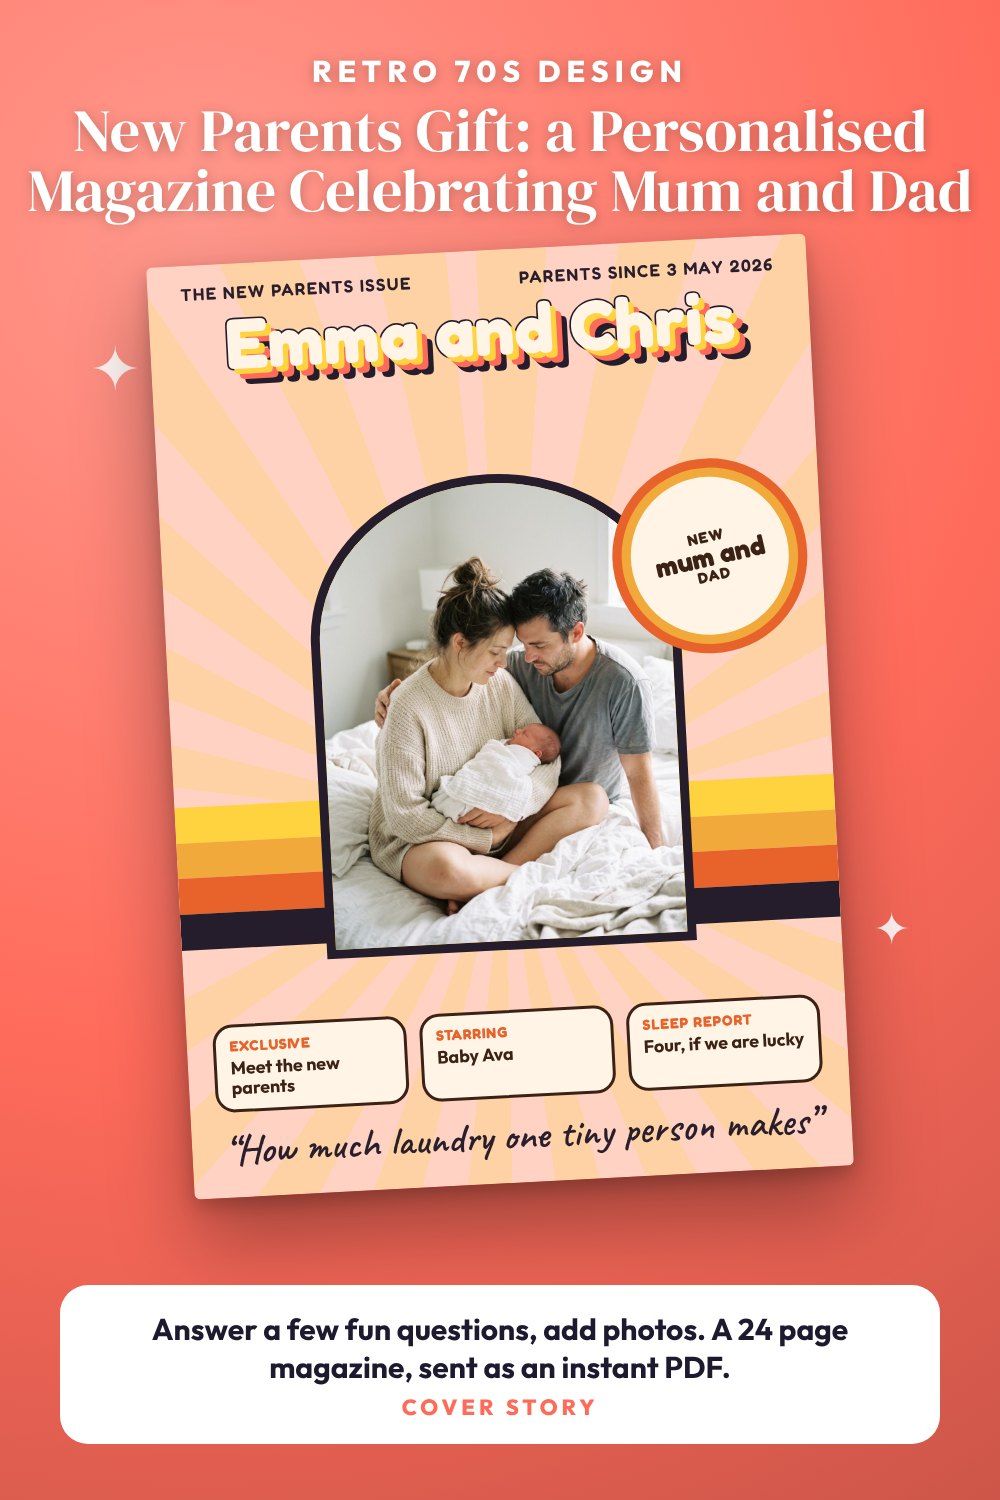 RETRO 70S DESIGN
New Parents Gift: a Personalised
Magazine Celebrating Mum and Dad
THE NEW PARENTS ISSUE
PARENTS SINCE 3 MAY 2026
Emma and Chris
NEW
mum and
DAD
EXCLUSIVE
Meet the new
parents
STARRING
Baby Ava
SLEEP REPORT
Four, if we are lucky
“How much laundry one tiny person makes”
Answer a few fun questions, add photos. A 24 page
magazine, sent as an instant PDF.
COVER STORY